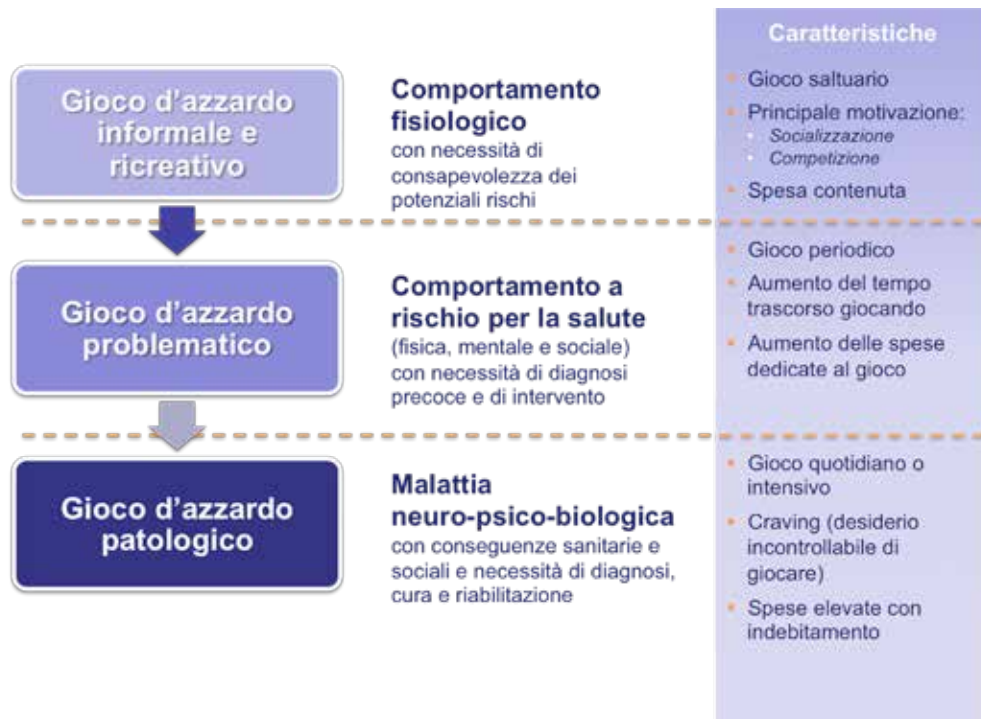 Caratteristiche
Gioco d'azzardo
informale e
ricreativo
Comportamento
fisiologico
con necessità di
consapevolezza dei
potenziali rischi
Gioco saltuario
Principale motivazione:
Socializzazione
Competizione
Spesa contenuta
Gioco d'azzardo
problematico
Comportamento a
rischio per la salute
(fisica, mentale e sociale)
con necessità di diagnosi
precoce e di intervento
Gioco periodico
Aumento del tempo
trascorso giocando
Aumento delle spese
dedicate al gioco
Gioco d'azzardo
patologico
Malattia
neuro-psico-biologica
con conseguenze sanitarie e
sociali e necessità di diagnosi,
cura e riabilitazione
Gioco quotidiano o
intensivo
Craving (desiderio
incontrollabile di
giocare)
Spese elevate con
indebitamento